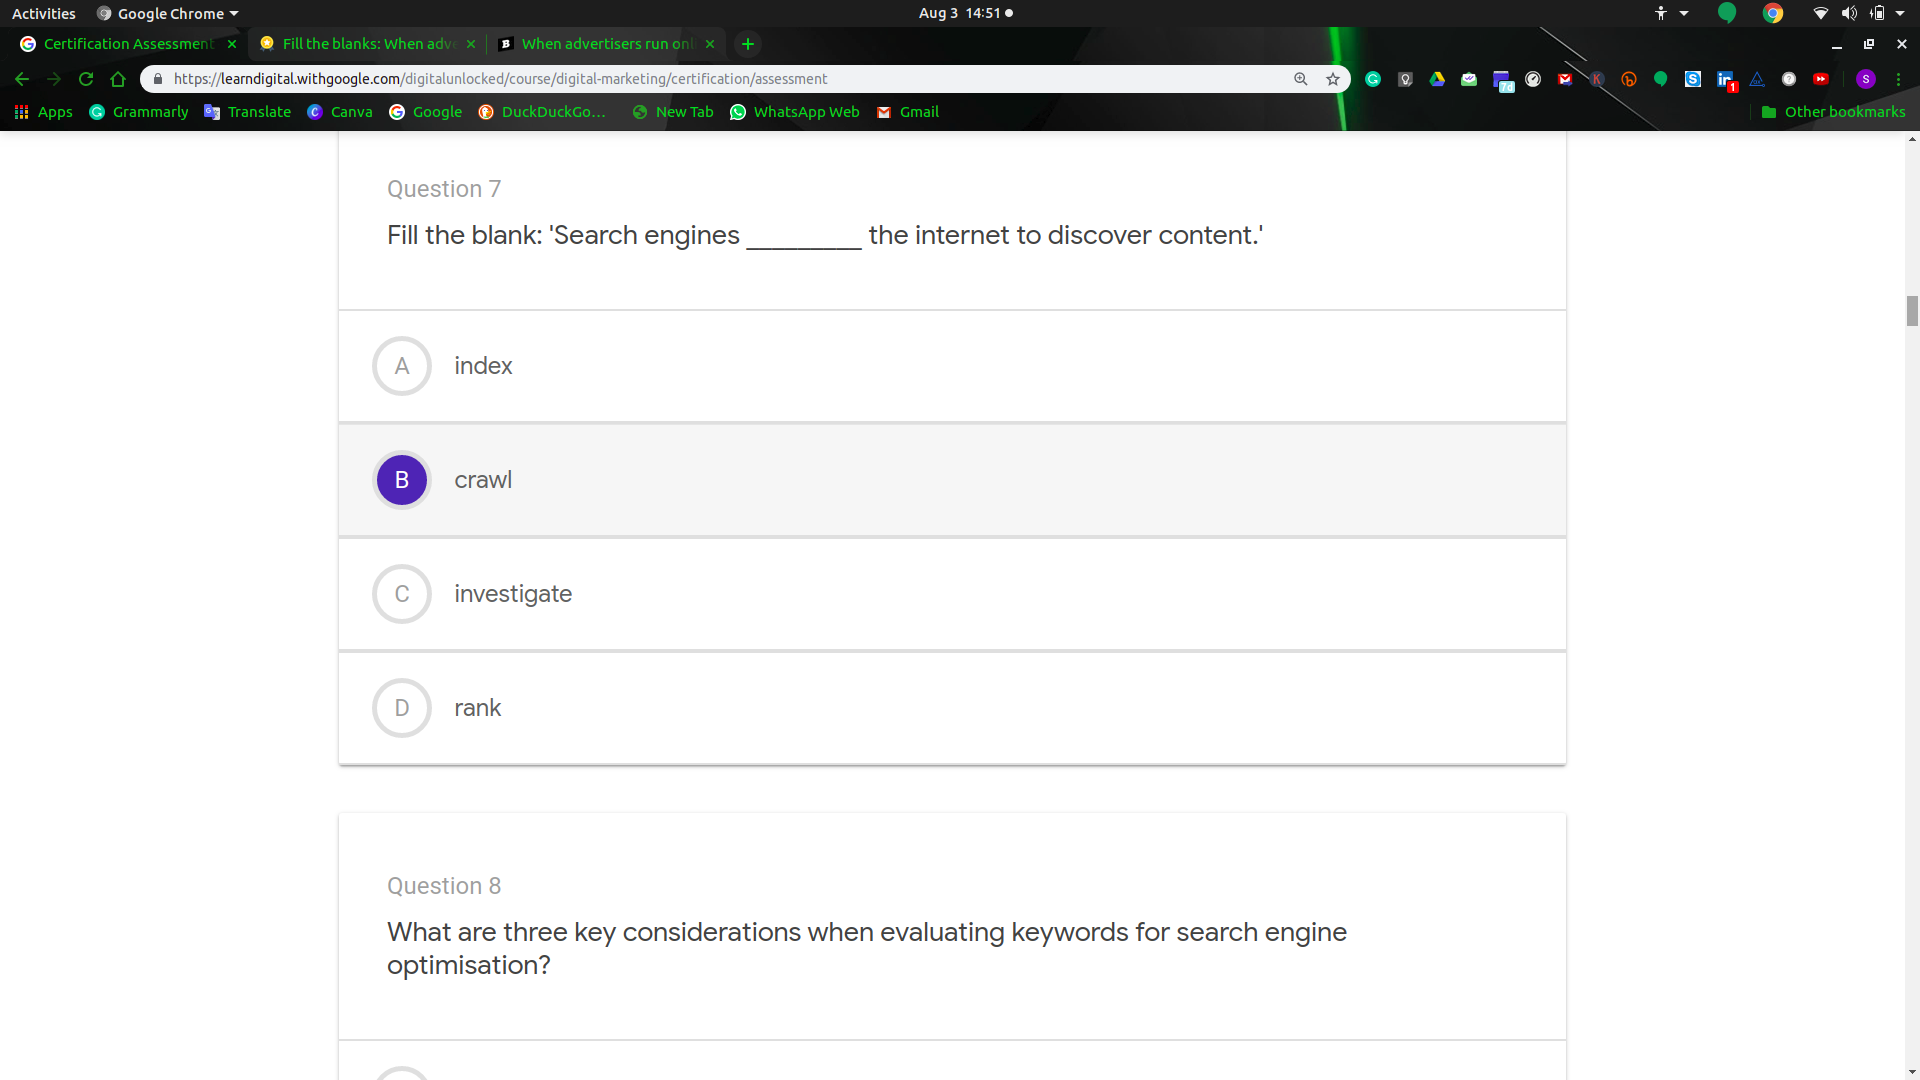 Activities Google Chrome Aug 3 14:51
Certification Assessment Fill the blanks: When adve When advertisers run onl
https://learndigital.withgoogle.com/digitalunlocked/course/digital-marketing/certification/assessment
Apps Grammarly Translate Canva Google DuckDuckGo... New Tab WhatsApp Web Gmail Other bookmarks
Question 7
Fill the blank: 'Search engines _________ the internet to discover content.'
A index
B crawl
C investigate
D rank
Question 8
What are three key considerations when evaluating keywords for search engine
optimisation?